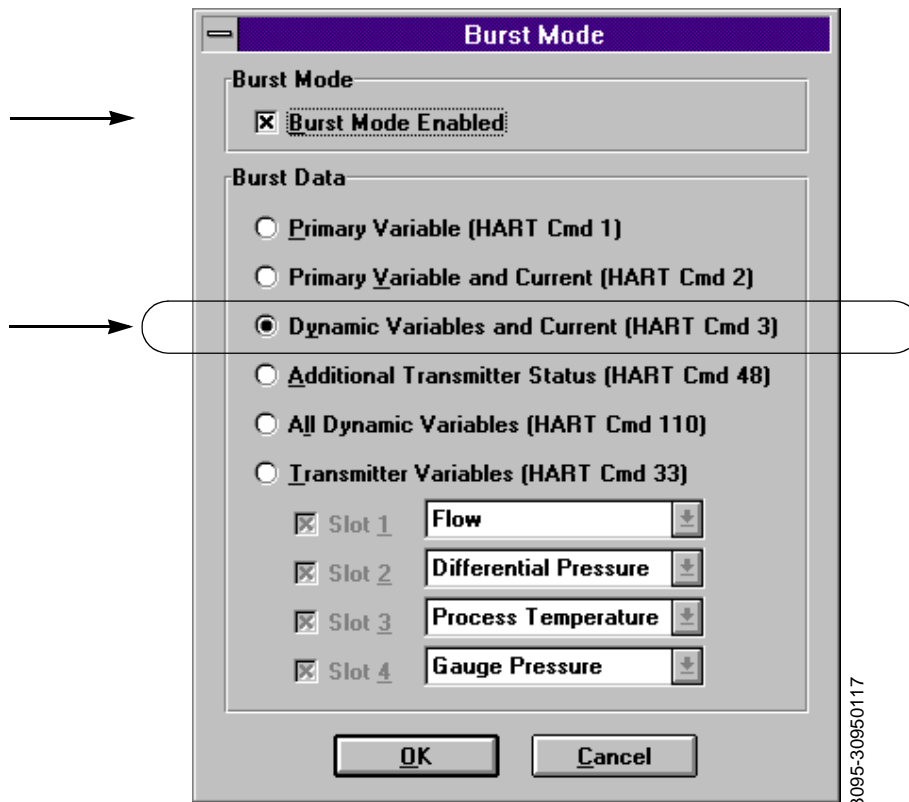 Burst Mode
Burst Mode
Burst Mode Enabled
Burst Data
Primary Variable (HART Cmd 1)
Primary Variable and Current (HART Cmd 2)
Dynamic Variables and Current (HART Cmd 3)
Additional Transmitter Status (HART Cmd 48)
All Dynamic Variables (HART Cmd 110)
Transmitter Variables (HART Cmd 33)
Slot 1 Flow
Slot 2 Differential Pressure
Slot 3 Process Temperature
Slot 4 Gauge Pressure
OK Cancel
3095-30950117